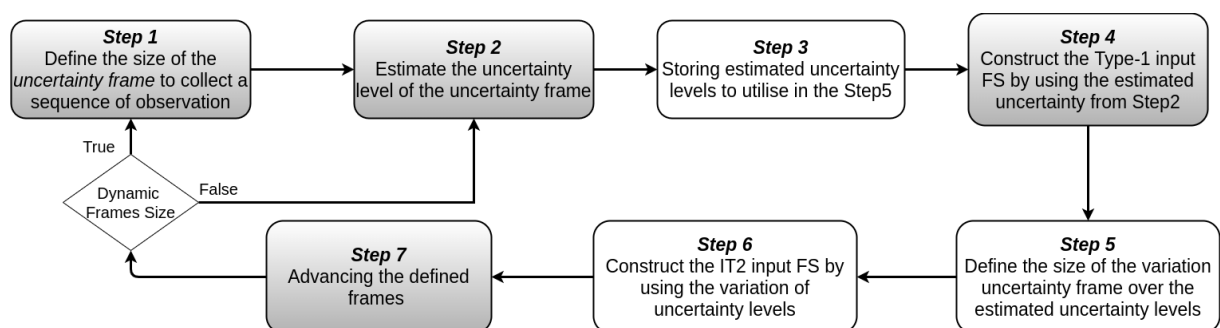 Step 1
Define the size of the
uncertainty frame to collect a
sequence of observation
Step 2
Estimate the uncertainty
level of the uncertainty frame
Step 3
Storing estimated uncertainty
levels to utilise in the Step5
Step 4
Construct the Type-1 input
FS by using the estimated
uncertainty from Step2
True
Dynamic
Frames Size
False
Step 7
Advancing the defined
frames
Step 6
Construct the IT2 input FS by
using the variation of
uncertainty levels
Step 5
Define the size of the variation
uncertainty frame over the
estimated uncertainty levels